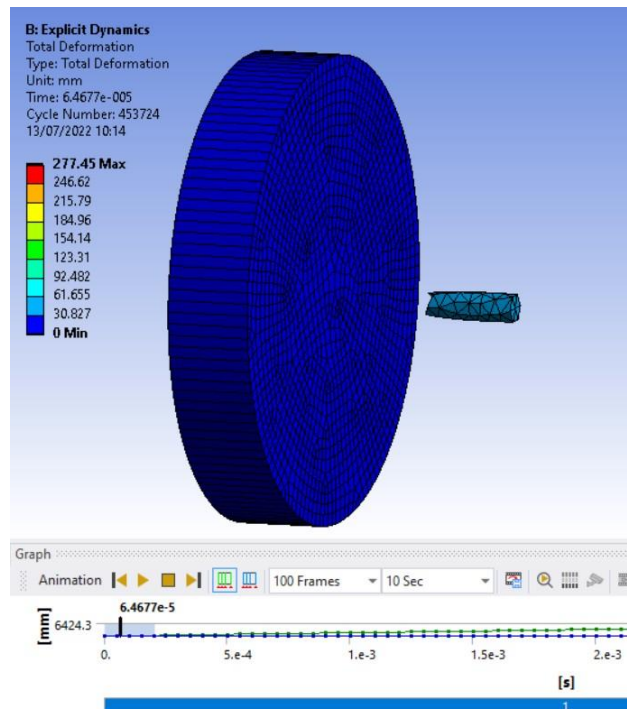 B: Explicit Dynamics
Total Deformation
Type: Total Deformation
Unit: mm
Time: 6.4677e-005
Cycle Number: 453724
13/07/2022 10:14
277.45 Max
246.62
215.79
184.96
154.14
123.31
92.482
61.655
30.827
0 Min
Graph
Animation 100 Frames 10 Sec
6.4677e-5
[mm]
6424.3
0. 5.e-4 1.e-3 1.5e-3 2.e-3
[s]
1